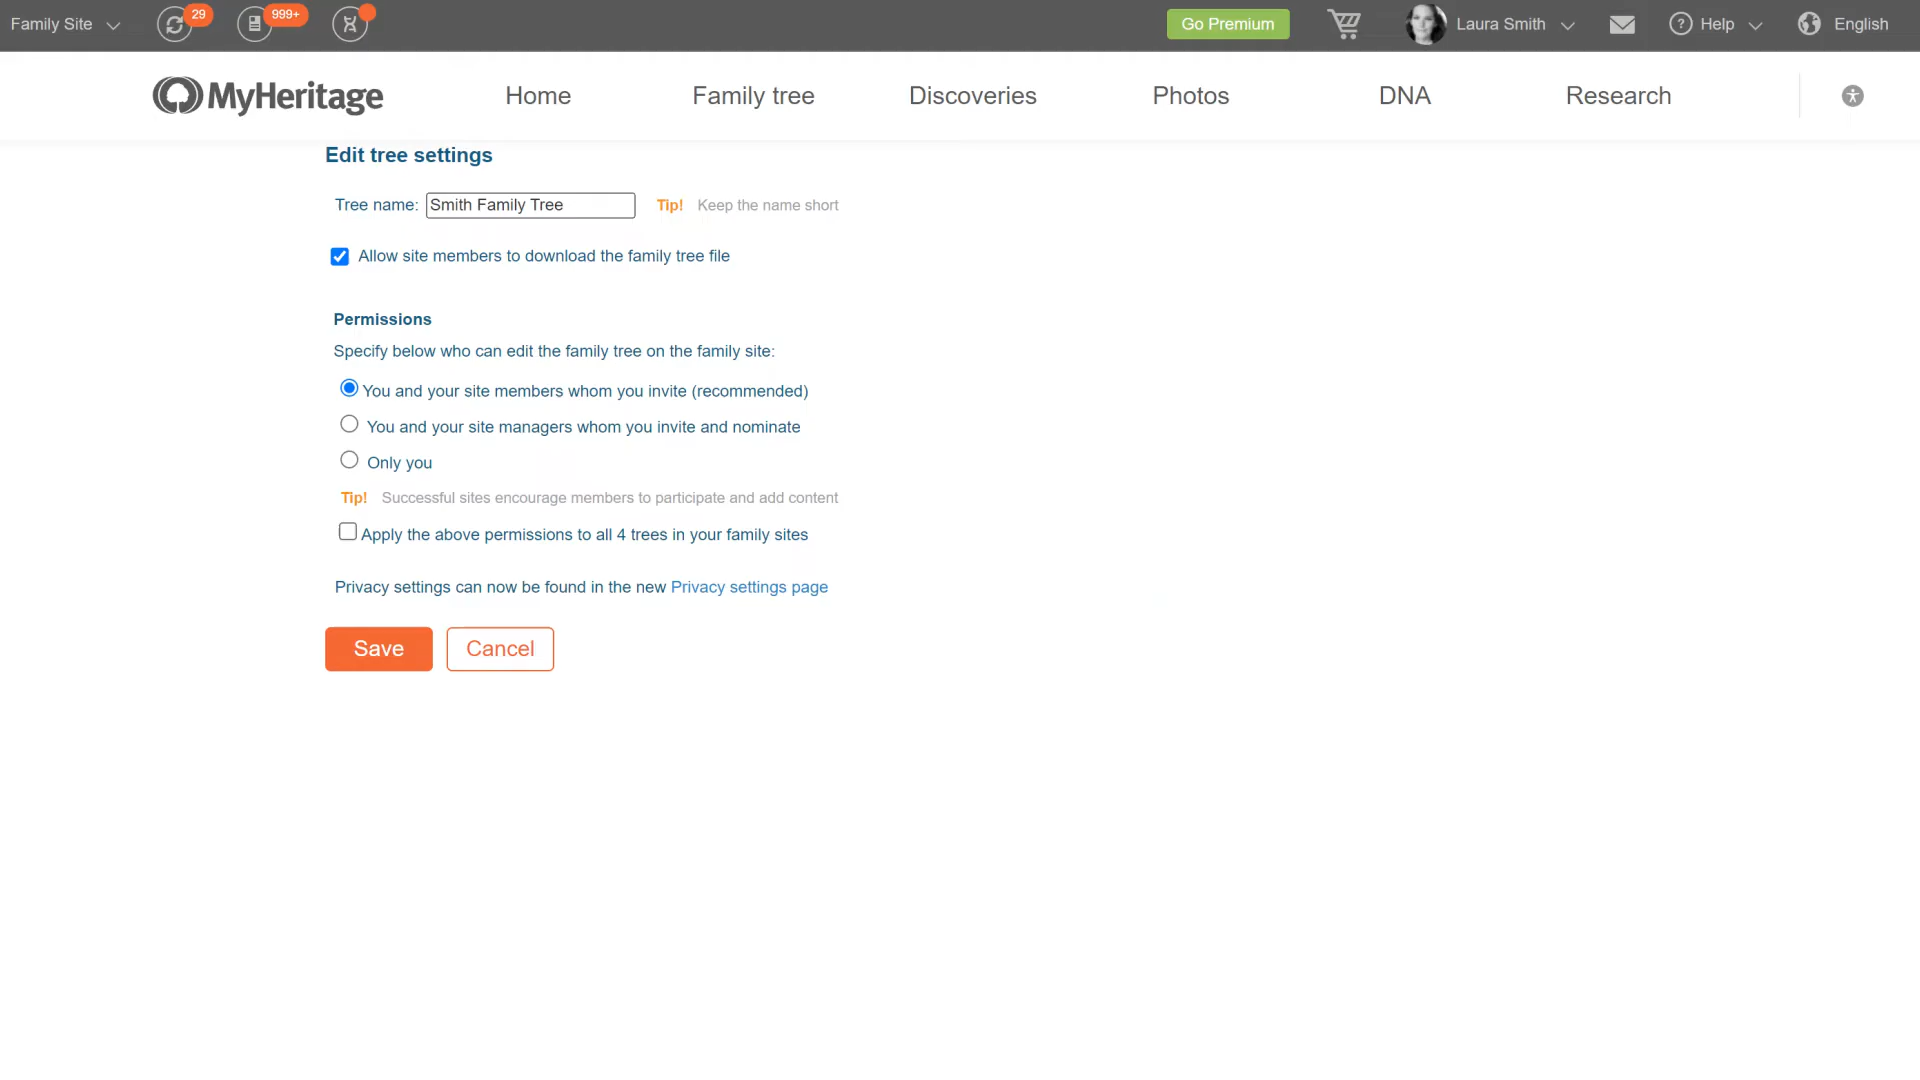 Family Site 29 999+ Go Premium Laura Smith ? Help English
MyHeritage Home Family tree Discoveries Photos DNA Research
Edit tree settings
Tree name: Smith Family Tree Tip! Keep the name short
Allow site members to download the family tree file
Permissions
Specify below who can edit the family tree on the family site:
You and your site members whom you invite (recommended)
You and your site managers whom you invite and nominate
Only you
Tip! Successful sites encourage members to participate and add content
Apply the above permissions to all 4 trees in your family sites
Privacy settings can now be found in the new Privacy settings page
Save Cancel